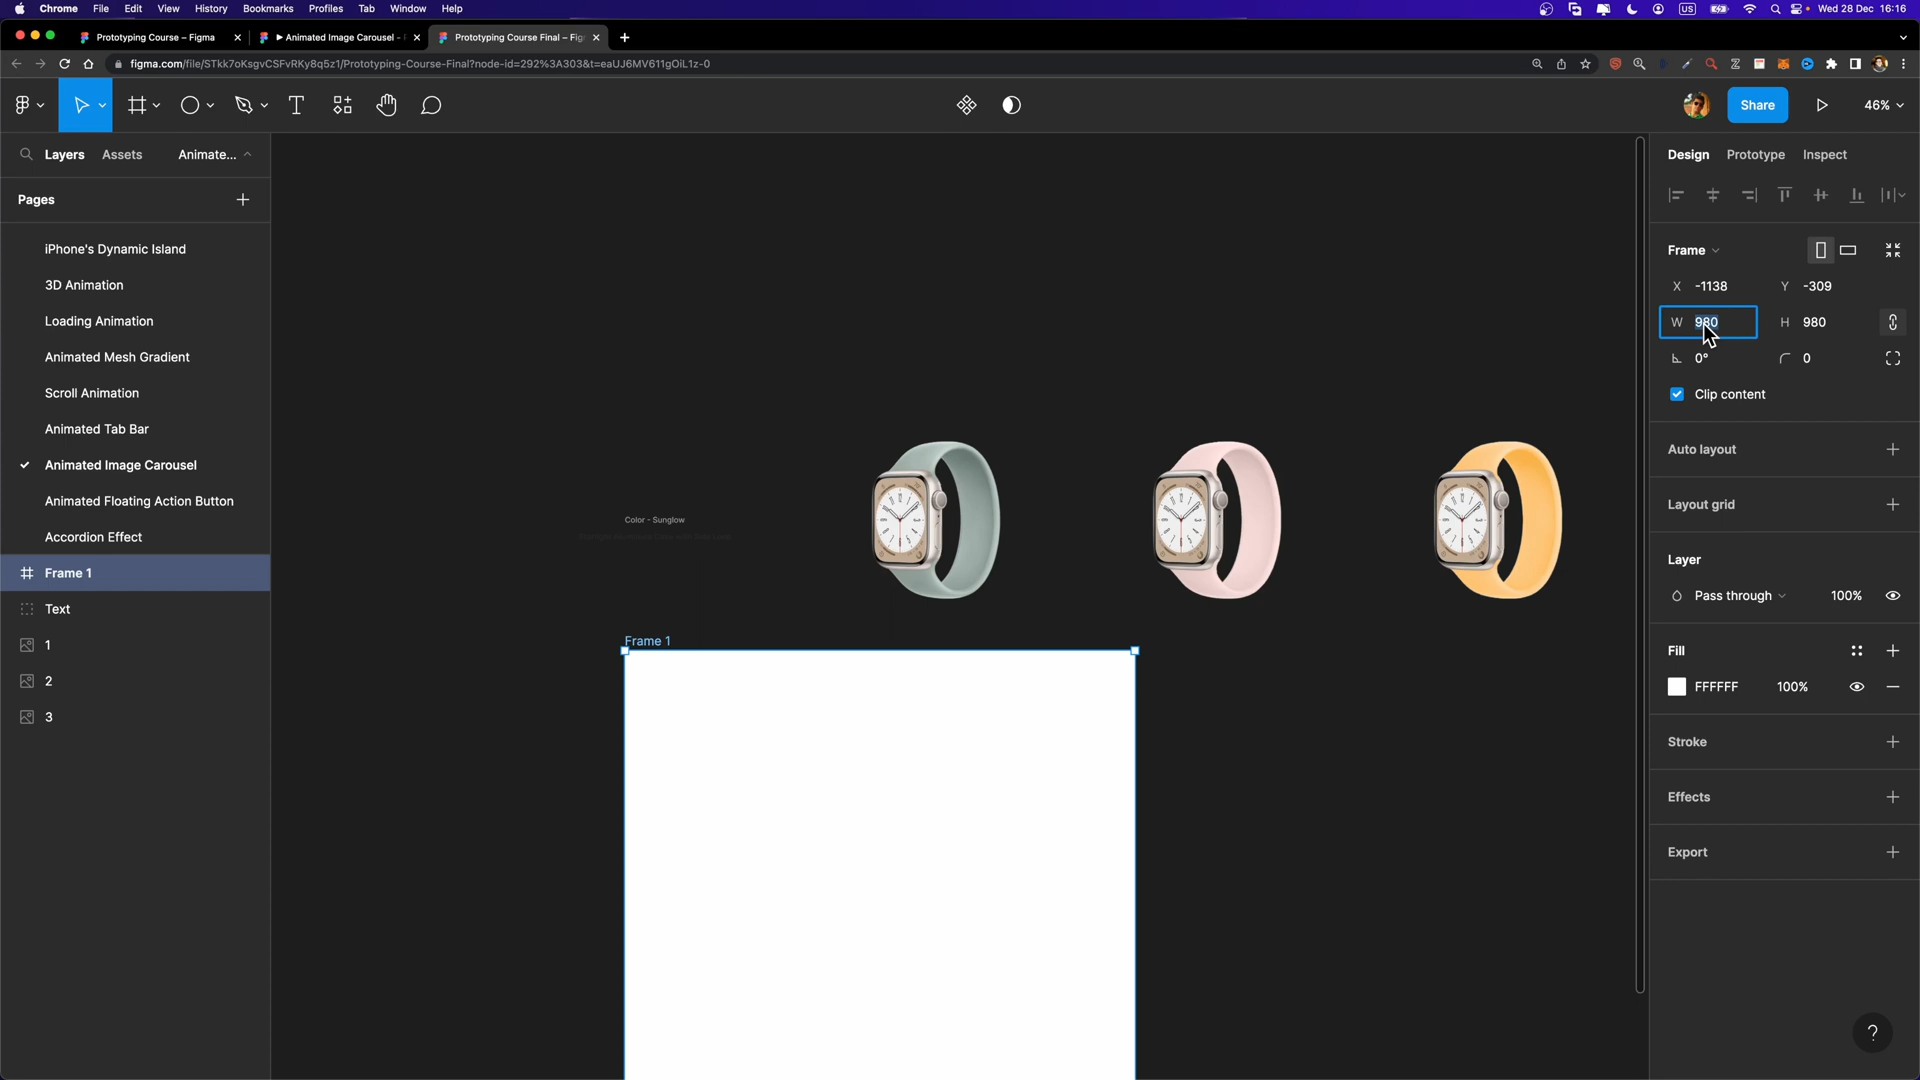 Chrome File Edit View History Bookmarks Profiles Tab Window Help US Wed 28 Dec 16:16
Prototyping Course – Figma Animated Image Carousel - Prototyping Course Final – Fig
figma.com/file/STkk7oKsgvCSFvRKy8q5z1/Prototyping-Course-Final?node-id=292%3A303&t=eaUJ6MV611gOiL1z-0
Share 46%
Layers Assets Animate...
Pages
iPhone's Dynamic Island
3D Animation
Loading Animation
Animated Mesh Gradient
Scroll Animation
Animated Tab Bar
Animated Image Carousel
Animated Floating Action Button
Accordion Effect
Frame 1
Text
1
2
3
Color - Sunglow
Frame 1
Design Prototype Inspect
Frame
X -1138 Y -309
W 980 H 980
0° 0
Clip content
Auto layout
Layout grid
Layer
Pass through 100%
Fill
FFFFFF 100%
Stroke
Effects
Export
?